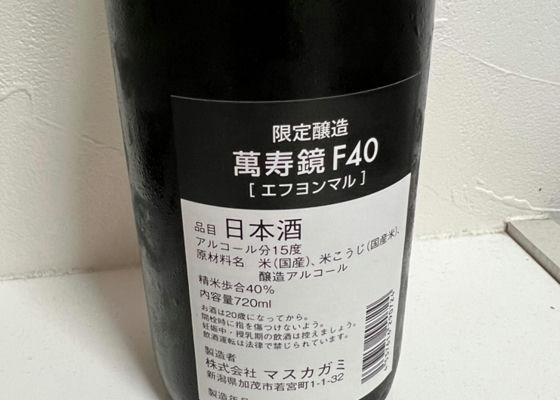 限定醸造
萬寿鏡 F40
[ エフヨンマル ]
品目 日本酒
アルコール分15度
原材料名 米(国産)、米こうじ(国産米)、
醸造アルコール
精米歩合40%
内容量720ml
お酒は20歳になってから。
開栓時に指を傷つけないよう。
妊娠中・授乳期の飲酒は控えましょう。
飲酒運転は法律で禁じられています。
製造者
株式会社 マスカガミ
新潟県加茂市若宮町1-1-32
製造年月